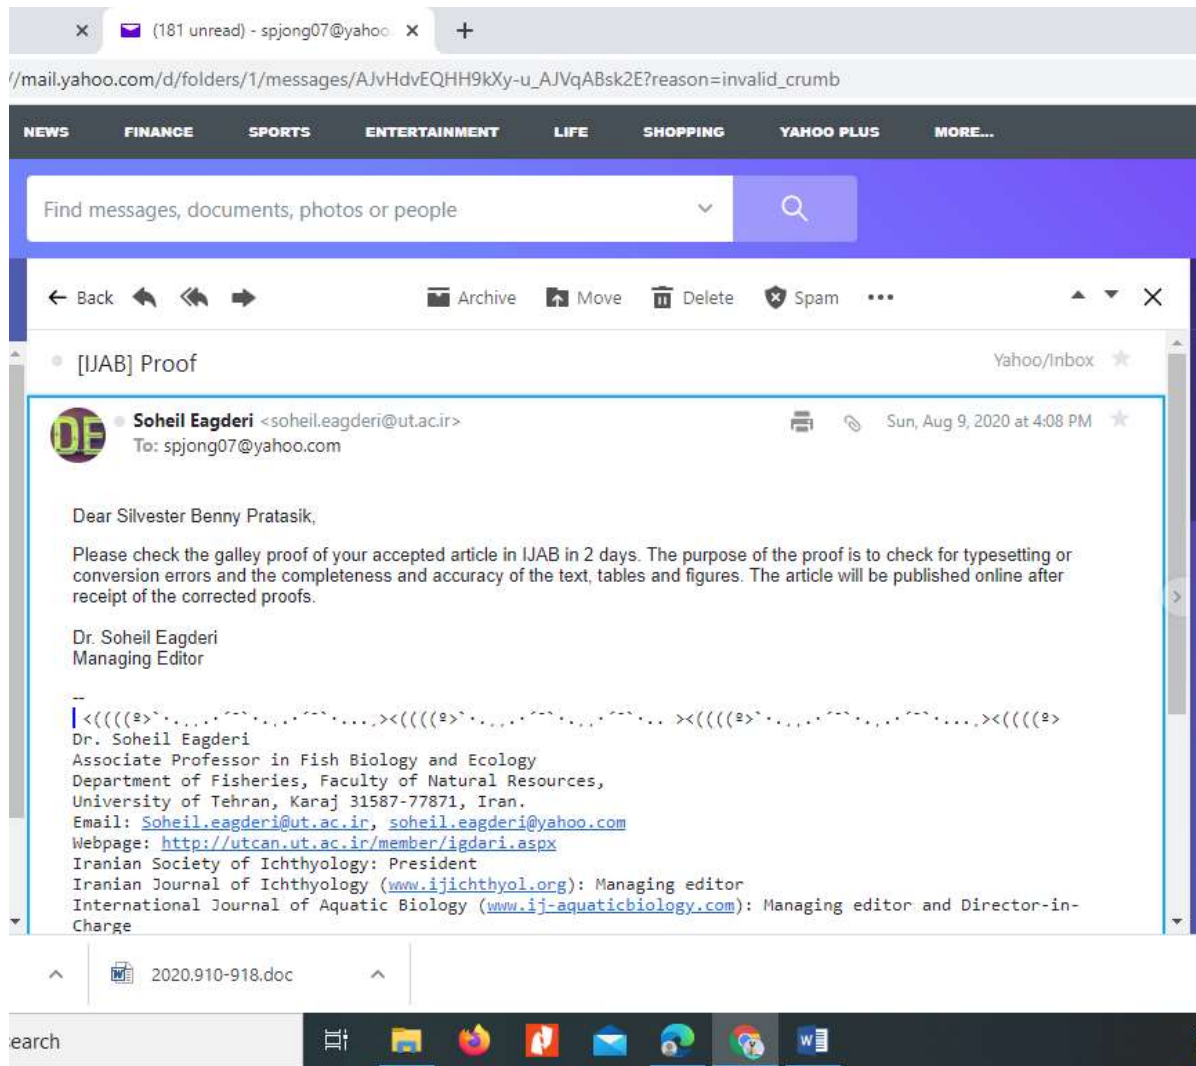 (181 unread) - spjong07@yahoo
//mail.yahoo.com/d/folders/1/messages/AJvHdvEQHH9kXy-u_AJVqABsk2E?reason=invalid_crumb
NEWS FINANCE SPORTS ENTERTAINMENT LIFE SHOPPING YAHOO PLUS MORE...
Find messages, documents, photos or people
Back Archive Move Delete Spam
[IJAB] Proof Yahoo/Inbox
DE
Soheil Eagderi <soheil.eagderi@ut.ac.ir> Sun, Aug 9, 2020 at 4:08 PM
To: spjong07@yahoo.com
Dear Silvester Benny Pratasik,
Please check the galley proof of your accepted article in IJAB in 2 days. The purpose of the proof is to check for typesetting or
conversion errors and the completeness and accuracy of the text, tables and figures. The article will be published online after
receipt of the corrected proofs.
Dr. Soheil Eagderi
Managing Editor
--
<((((º>`·.¸¸.·´¯`·.¸.·´¯`·...¸><((((º>`·.¸¸.·´¯`·.¸¸.·´¯`·.. ><((((º>`·.¸¸.·´¯`·.¸.·´¯`·...¸><((((º>
Dr. Soheil Eagderi
Associate Professor in Fish Biology and Ecology
Department of Fisheries, Faculty of Natural Resources,
University of Tehran, Karaj 31587-77871, Iran.
Email: Soheil.eagderi@ut.ac.ir, soheil.eagderi@yahoo.com
Webpage: http://utcan.ut.ac.ir/member/igdari.aspx
Iranian Society of Ichthyology: President
Iranian Journal of Ichthyology (www.ijichthyol.org): Managing editor
International Journal of Aquatic Biology (www.ij-aquaticbiology.com): Managing editor and Director-in-
Charge
2020.910-918.doc
earch